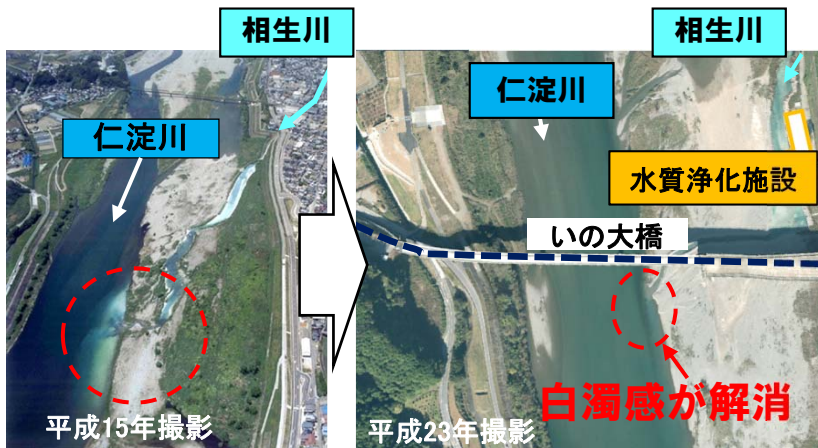 相生川
仁淀川
平成15年撮影
相生川
仁淀川
水質浄化施設
いの大橋
白濁感が解消
平成23年撮影